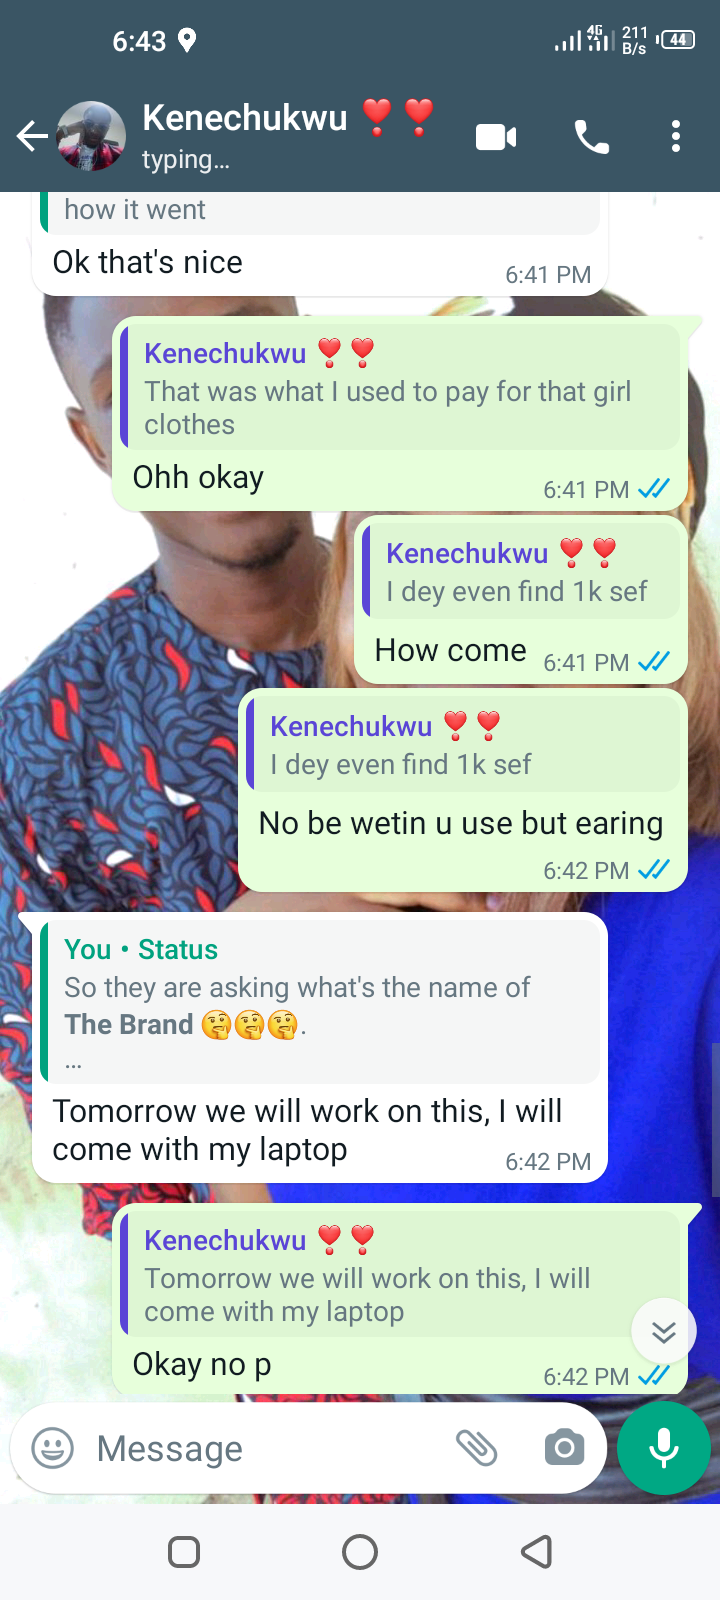 6:43
4G
211
B/s
44
Kenechukwu ❣️❣️
typing...
how it went
Ok that's nice
6:41 PM
Kenechukwu ❣️❣️
That was what I used to pay for that girl
clothes
Ohh okay
6:41 PM
Kenechukwu ❣️❣️
I dey even find 1k sef
How come
6:41 PM
Kenechukwu ❣️❣️
I dey even find 1k sef
No be wetin u use but earing
6:42 PM
You • Status
So they are asking what's the name of
The Brand 🤔🤔🤔.
...
Tomorrow we will work on this, I will
come with my laptop
6:42 PM
Kenechukwu ❣️❣️
Tomorrow we will work on this, I will
come with my laptop
Okay no p
6:42 PM
Message